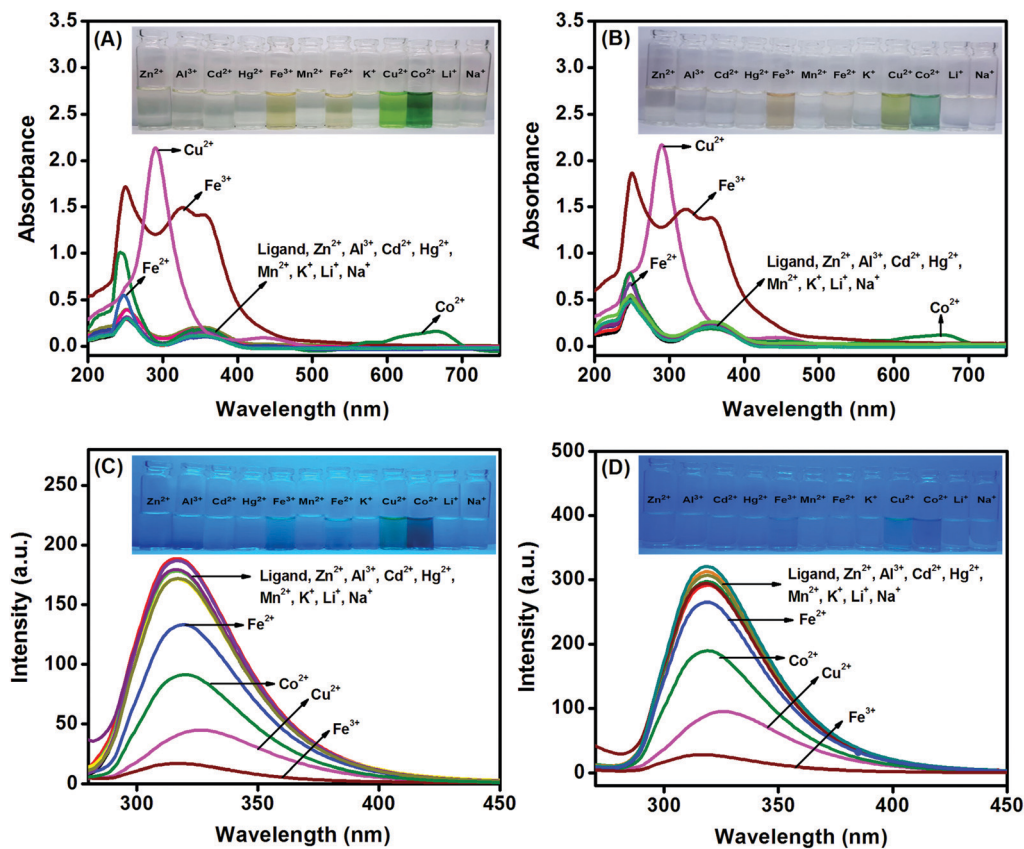 (A)
Zn²⁺ Al³⁺ Cd²⁺ Hg²⁺ Fe³⁺ Mn²⁺ Fe²⁺ K⁺ Cu²⁺ Co²⁺ Li⁺ Na⁺
3.5
3.0
2.5
2.0
1.5
1.0
0.5
0.0
Absorbance
Cu²⁺
Fe³⁺
Fe²⁺
Ligand, Zn²⁺, Al³⁺, Cd²⁺, Hg²⁺,
Mn²⁺, K⁺, Li⁺, Na⁺
Co²⁺
200 300 400 500 600 700
Wavelength (nm)
(B)
Zn²⁺ Al³⁺ Cd²⁺ Hg²⁺ Fe³⁺ Mn²⁺ Fe²⁺ K⁺ Cu²⁺ Co²⁺ Li⁺ Na⁺
3.5
3.0
2.5
2.0
1.5
1.0
0.5
0.0
Absorbance
Cu²⁺
Fe³⁺
Fe²⁺
Ligand, Zn²⁺, Al³⁺, Cd²⁺, Hg²⁺,
Mn²⁺, K⁺, Li⁺, Na⁺
Co²⁺
200 300 400 500 600 700
Wavelength (nm)
(C)
Zn²⁺ Al³⁺ Cd²⁺ Hg²⁺ Fe³⁺ Mn²⁺ Fe²⁺ K⁺ Cu²⁺ Co²⁺ Li⁺ Na⁺
250
200
150
100
50
0
Intensity (a.u.)
Ligand, Zn²⁺, Al³⁺, Cd²⁺, Hg²⁺,
Mn²⁺, K⁺, Li⁺, Na⁺
Fe²⁺
Co²⁺
Cu²⁺
Fe³⁺
300 350 400 450
Wavelength (nm)
(D)
Zn²⁺ Al³⁺ Cd²⁺ Hg²⁺ Fe³⁺ Mn²⁺ Fe²⁺ K⁺ Cu²⁺ Co²⁺ Li⁺ Na⁺
500
400
300
200
100
0
Intensity (a.u.)
Ligand, Zn²⁺, Al³⁺, Cd²⁺, Hg²⁺,
Mn²⁺, K⁺, Li⁺, Na⁺
Fe²⁺
Co²⁺
Cu²⁺
Fe³⁺
300 350 400 450
Wavelength (nm)